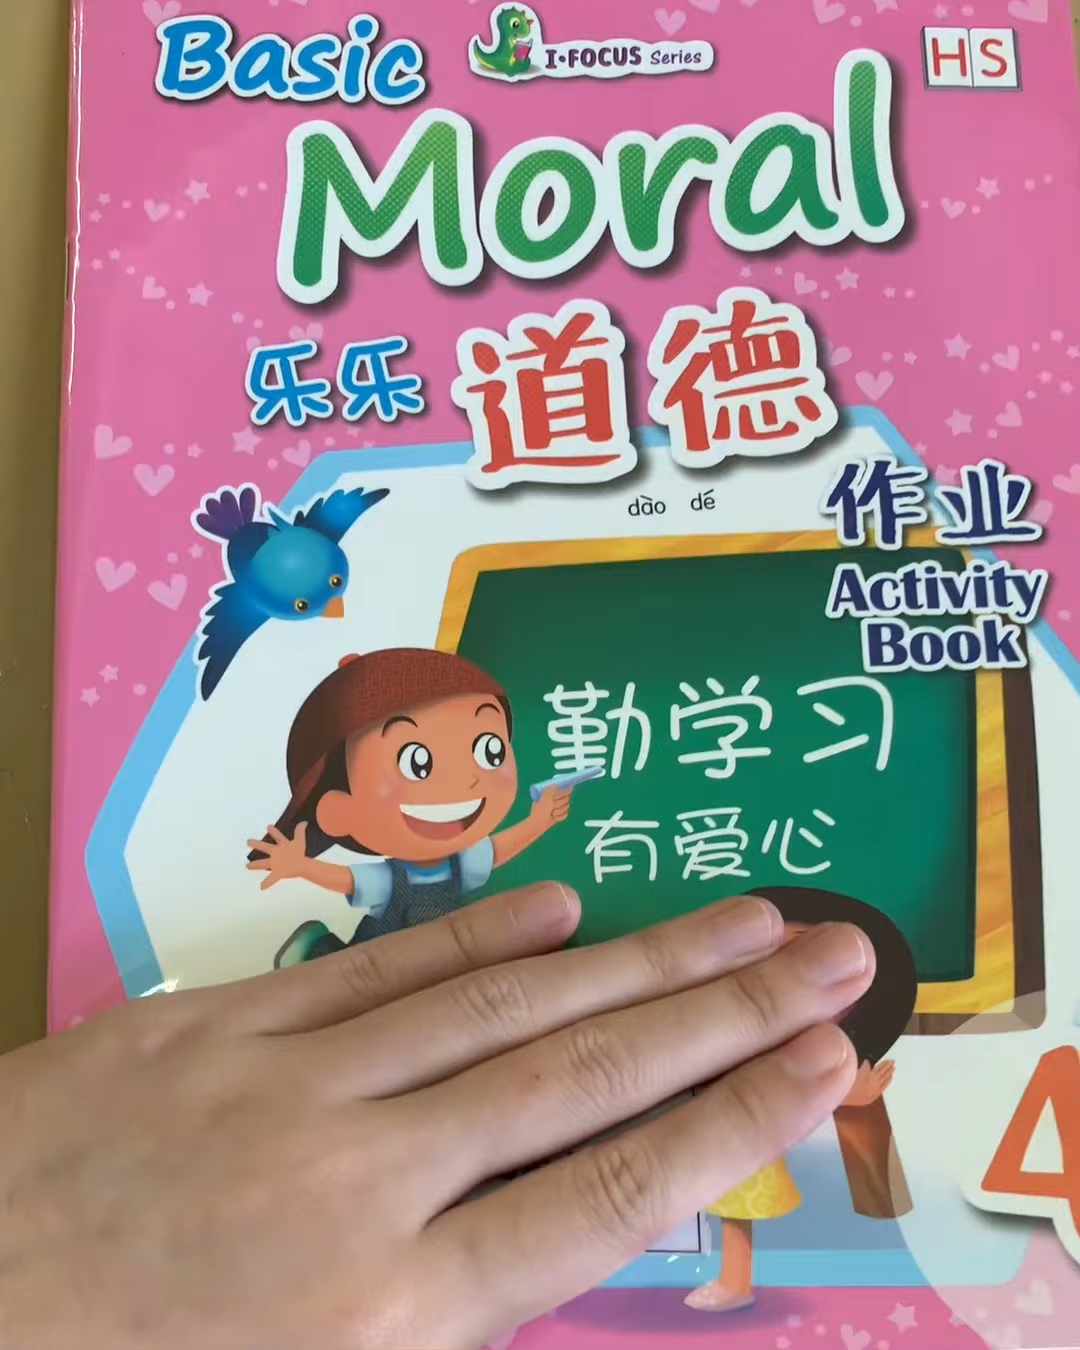 Basic
I•FOCUS Series
HS
Moral
乐乐 道德
dào dé
作业
Activity
Book
勤学习
有爱心
4